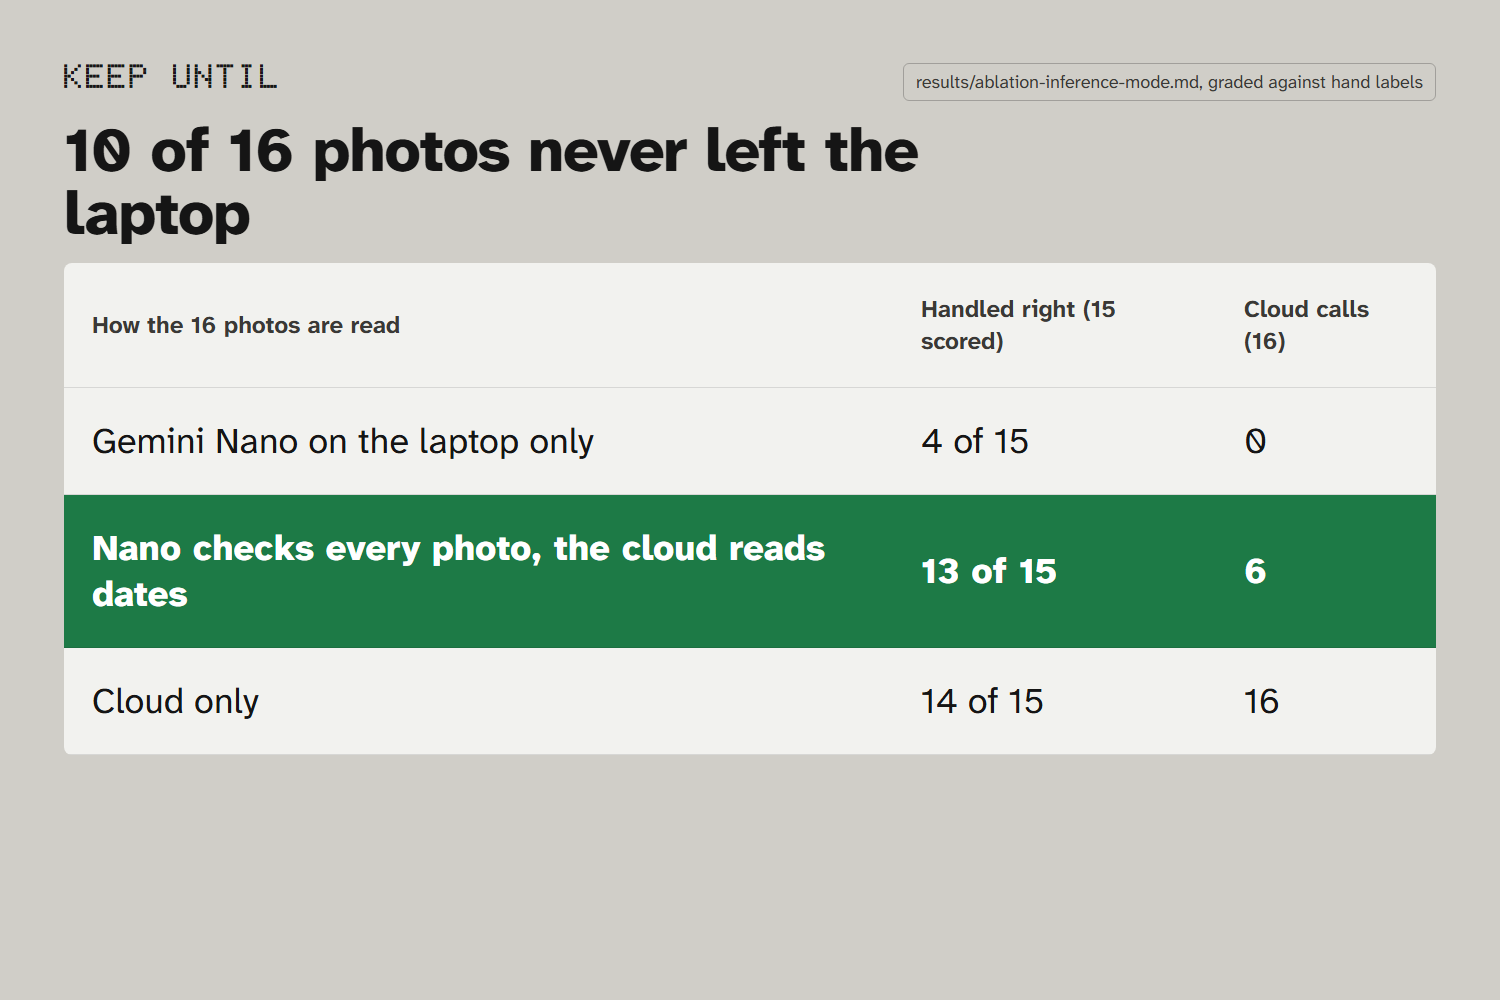 KEEP UNTIL
results/ablation-inference-mode.md, graded against hand labels
10 of 16 photos never left the
laptop
How the 16 photos are read
Handled right (15
scored)
Cloud calls
(16)
Gemini Nano on the laptop only
4 of 15
0
Nano checks every photo, the cloud reads
dates
13 of 15
6
Cloud only
14 of 15
16